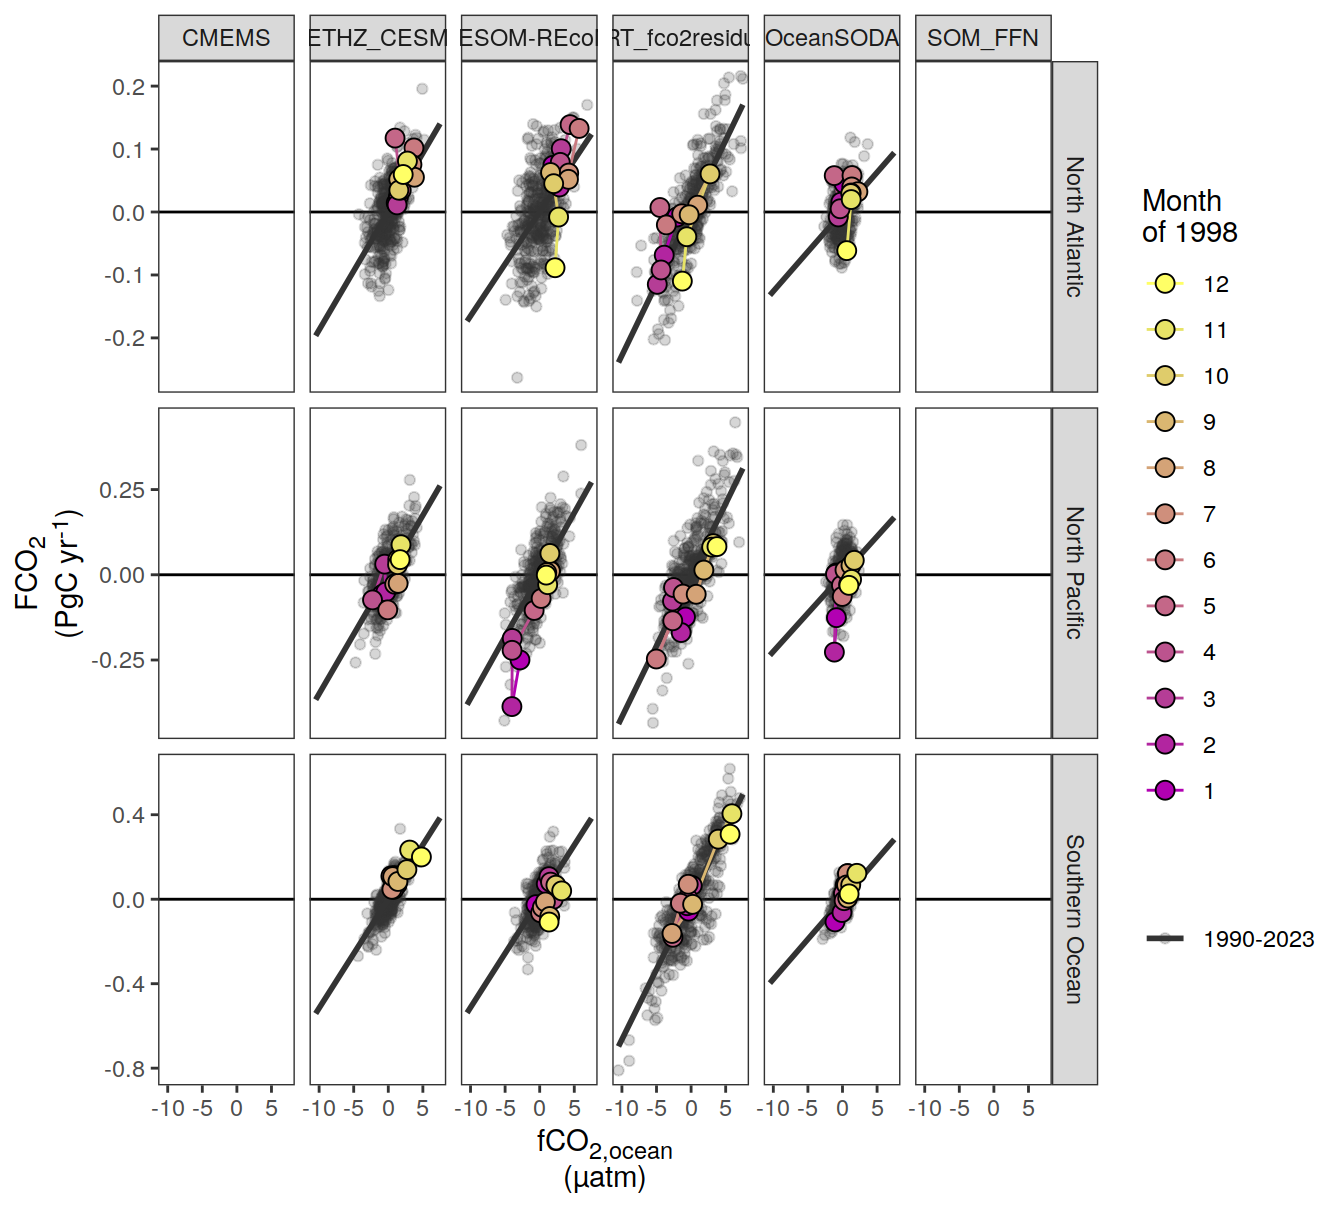 CMEMS ETHZ_CESM ESOM-REcoM RT_fco2residu OceanSODA SOM_FFN
0.2
0.1
0.0
-0.1
-0.2
North Atlantic
0.25
0.00
-0.25
North Pacific
0.4
0.0
-0.4
-0.8
Southern Ocean
FCO2
(PgC yr-1)
-10 -5 0 5 -10 -5 0 5 -10 -5 0 5 -10 -5 0 5 -10 -5 0 5 -10 -5 0 5
fCO2,ocean
(µatm)
Month
of 1998
12
11
10
9
8
7
6
5
4
3
2
1
1990-2023